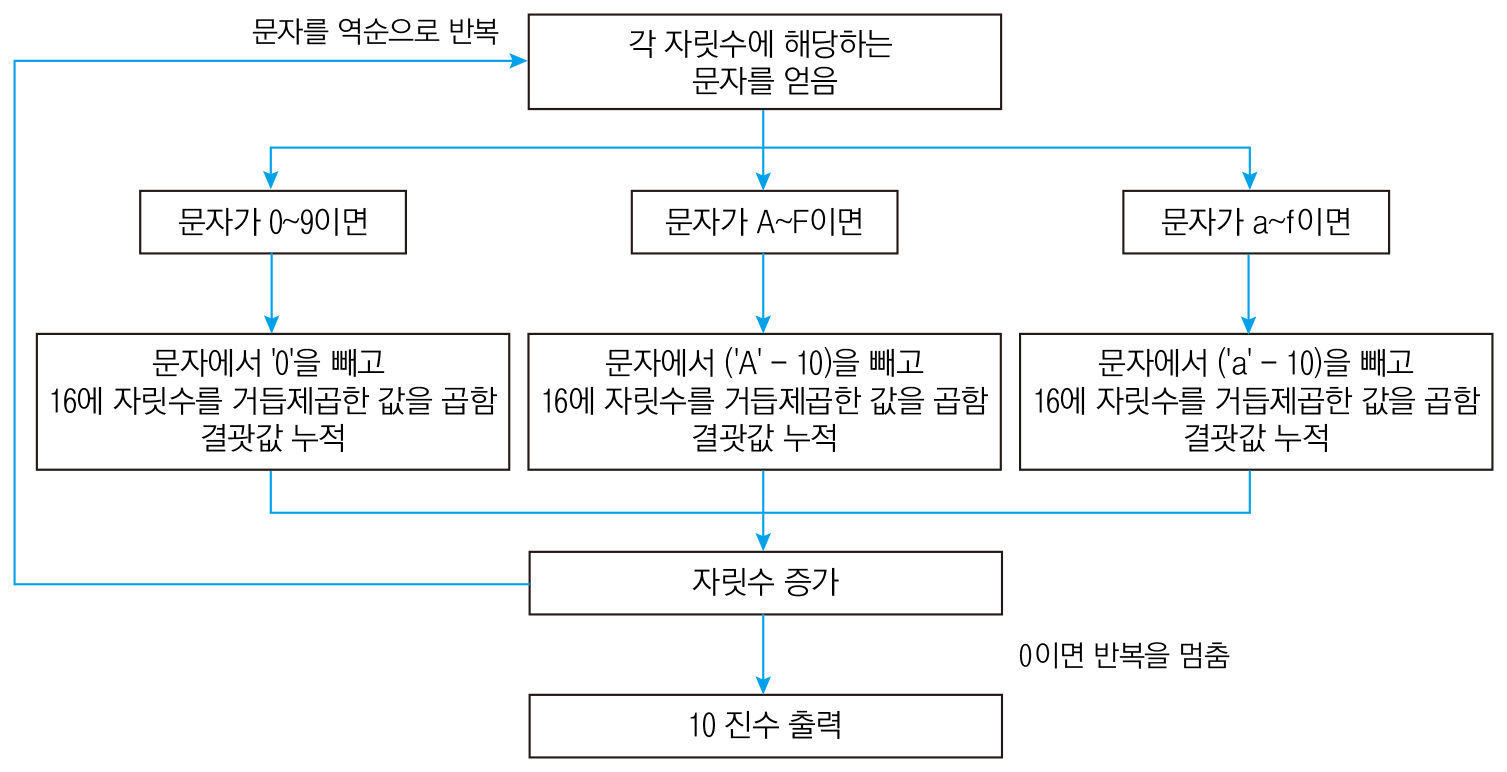 문자를 역순으로 반복
각 자릿수에 해당하는
문자를 얻음
문자가 0~9이면
문자가 A~F이면
문자가 a~f이면
문자에서 '0'을 빼고
16에 자릿수를 거듭제곱한 값을 곱함
결괏값 누적
문자에서 ('A' - 10)을 빼고
16에 자릿수를 거듭제곱한 값을 곱함
결괏값 누적
문자에서 ('a' - 10)을 빼고
16에 자릿수를 거듭제곱한 값을 곱함
결괏값 누적
자릿수 증가
0이면 반복을 멈춤
10 진수 출력